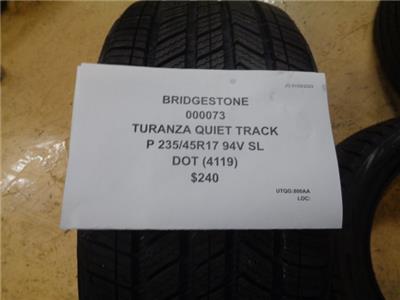 BRIDGESTONE
000073
TURANZA QUIET TRACK
P 235/45R17 94V SL
DOT (4119)
$240
UTQG:800AA
LOC: